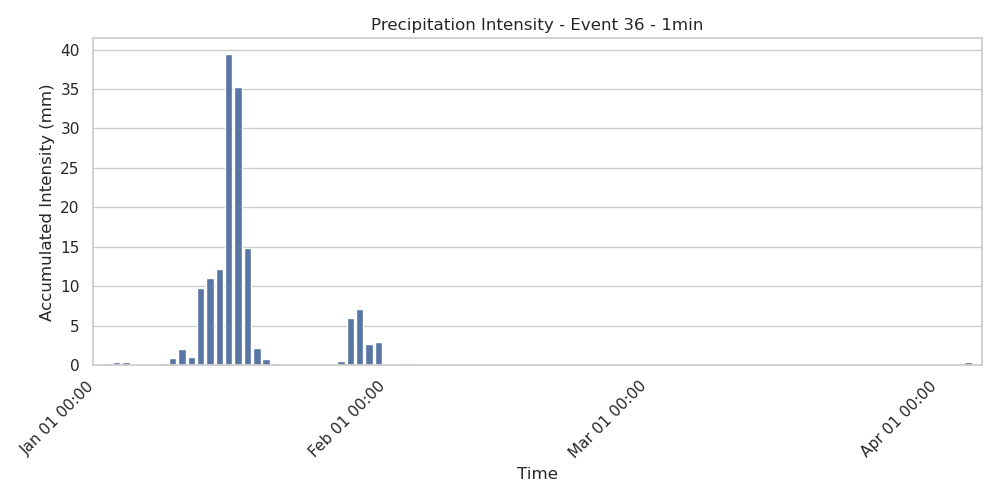 Precipitation Intensity - Event 36 - 1min
Accumulated Intensity (mm)
40
35
30
25
20
15
10
5
0
Jan 01 00:00
Feb 01 00:00
Mar 01 00:00
Apr 01 00:00
Time